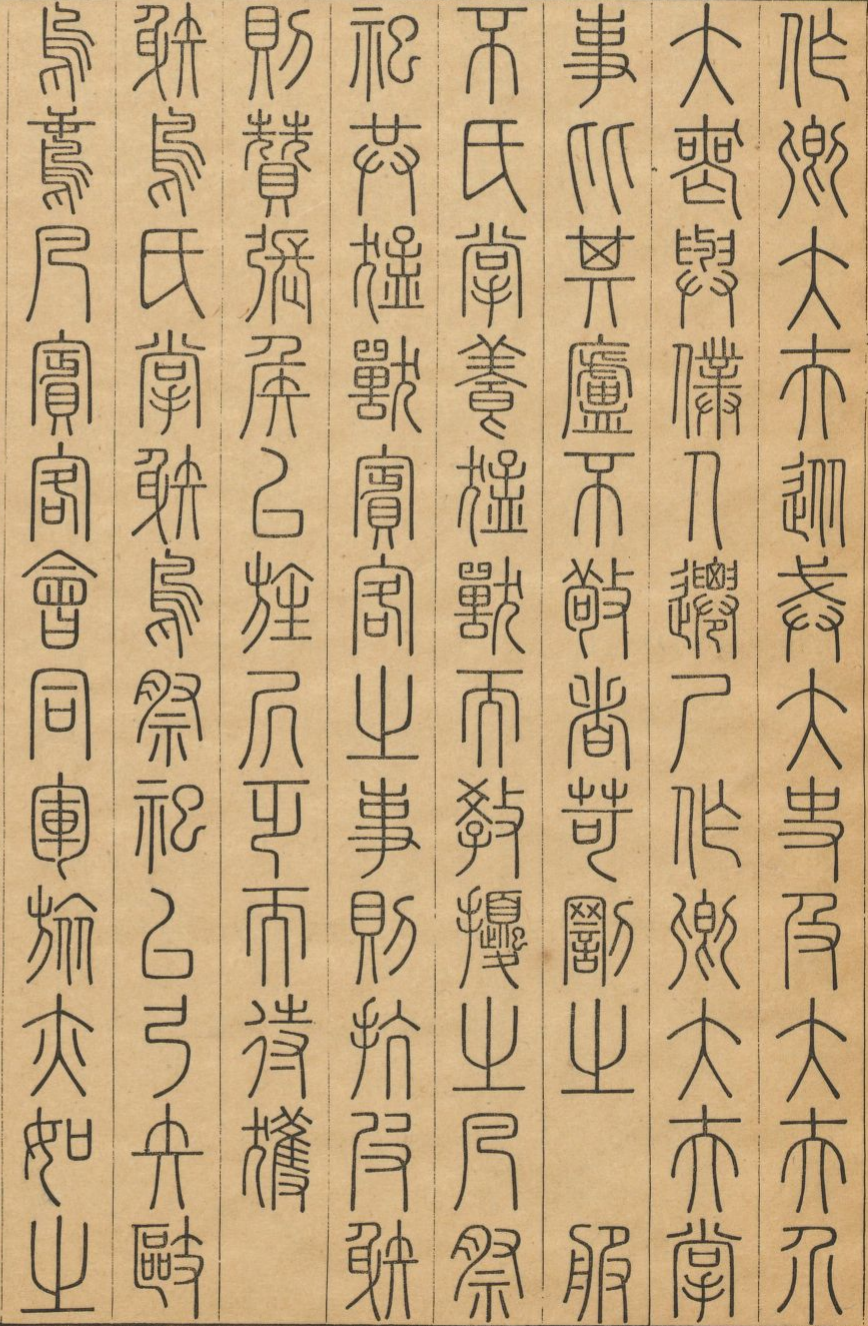 作卿大夫從戒大史及大夫介
大喪與僕人遷尸作卿大夫掌
事比其廬不敬者苛罰之 服
不氏掌養猛獸而教擾之凡祭
祀共猛獸賓客之事則抗皮射
則贊張侯以旌居乏而待獲
射鳥氏掌射鳥祭祀以弓矢敺
烏鳶凡賓客會同軍旅亦如之